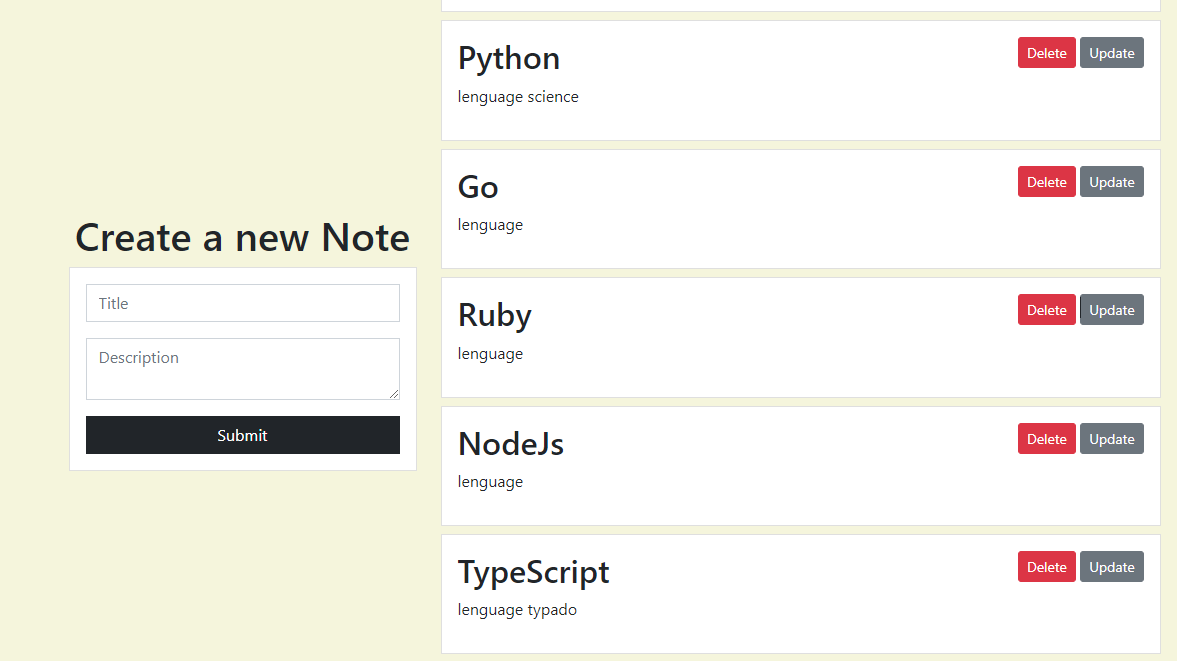 Create a new Note
Title
Description
Submit
Python
Delete Update
lenguage science
Go
Delete Update
lenguage
Ruby
Delete Update
lenguage
NodeJs
Delete Update
lenguage
TypeScript
Delete Update
lenguage typado